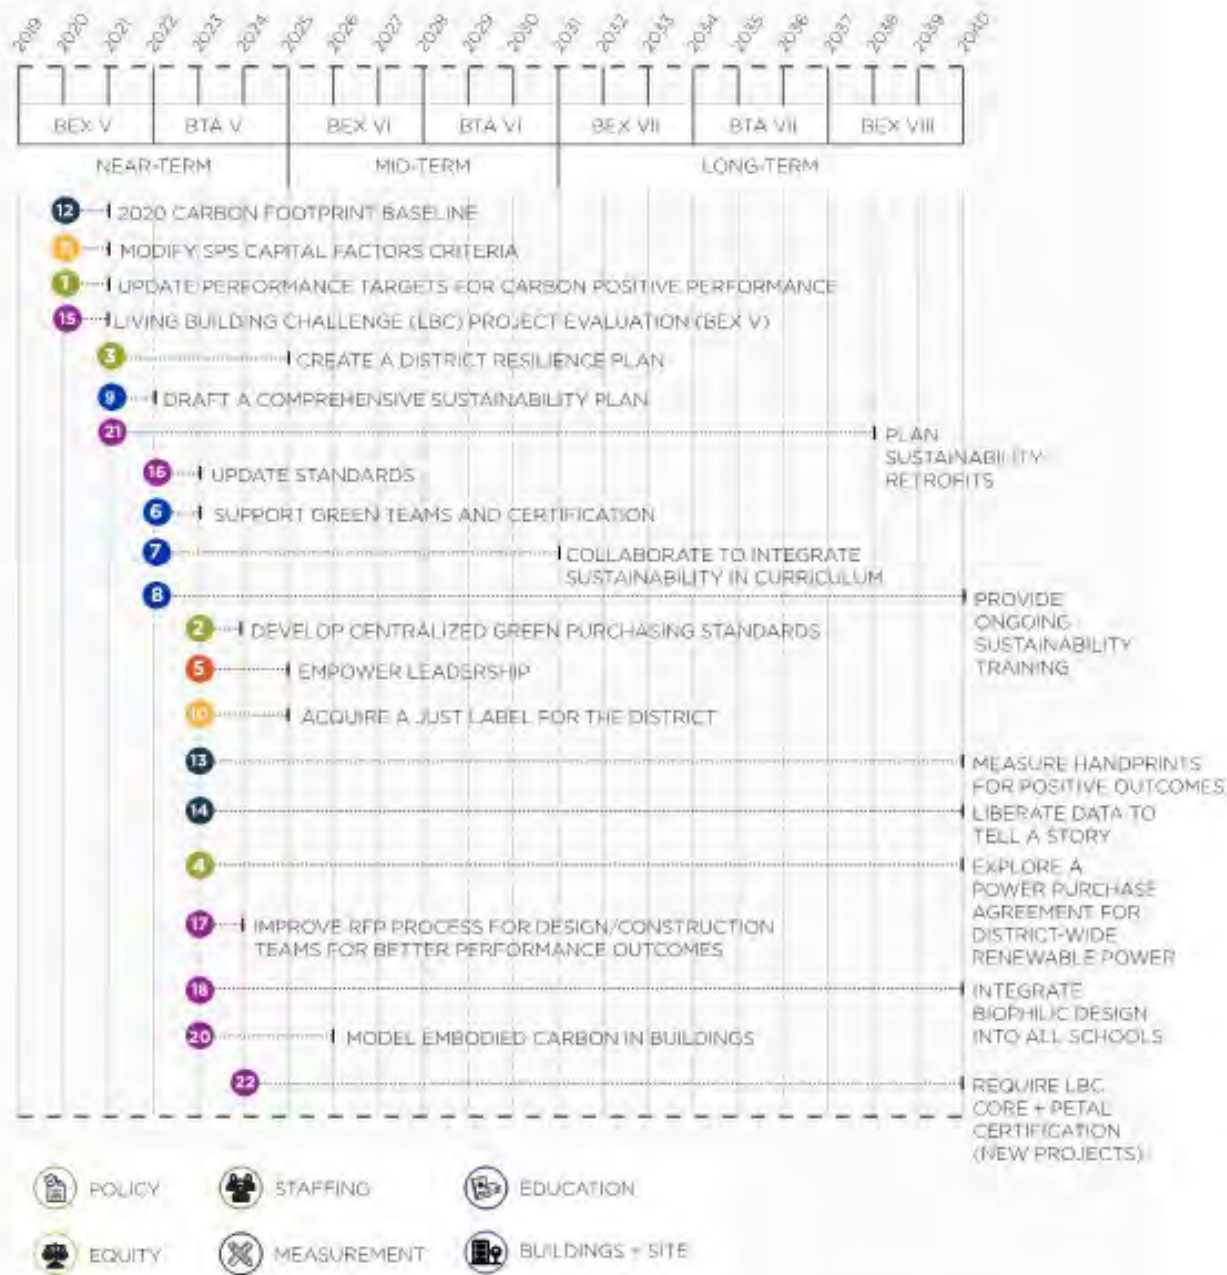 2019 2020 2021 2022 2023 2024 2025 2026 2027 2028 2029 2030 2031 2032 2033 2034 2035 2036 2037 2038 2039 2040
BEX V BTA V BEX VI BTA VI BEX VII BTA VII BEX VIII
NEAR-TERM MID-TERM LONG-TERM
12 2020 CARBON FOOTPRINT BASELINE
11 MODIFY SPS CAPITAL FACTORS CRITERIA
1 UPDATE PERFORMANCE TARGETS FOR CARBON POSITIVE PERFORMANCE
15 LIVING BUILDING CHALLENGE (LBC) PROJECT EVALUATION (BEX V)
3 CREATE A DISTRICT RESILIENCE PLAN
9 DRAFT A COMPREHENSIVE SUSTAINABILITY PLAN
21 PLAN
SUSTAINABILITY
RETROFITS
16 UPDATE STANDARDS
6 SUPPORT GREEN TEAMS AND CERTIFICATION
7 COLLABORATE TO INTEGRATE
SUSTAINABILITY IN CURRICULUM
8 PROVIDE
ONGOING
SUSTAINABILITY
TRAINING
2 DEVELOP CENTRALIZED GREEN PURCHASING STANDARDS
5 EMPOWER LEADERSHIP
10 ACQUIRE A JUST LABEL FOR THE DISTRICT
13 MEASURE HANDPRINTS
FOR POSITIVE OUTCOMES
14 LIBERATE DATA TO
TELL A STORY
4 EXPLORE A
POWER PURCHASE
AGREEMENT FOR
DISTRICT-WIDE
RENEWABLE POWER
17 IMPROVE RFP PROCESS FOR DESIGN/CONSTRUCTION
TEAMS FOR BETTER PERFORMANCE OUTCOMES
18 INTEGRATE
BIOPHILIC DESIGN
INTO ALL SCHOOLS
20 MODEL EMBODIED CARBON IN BUILDINGS
22 REQUIRE LBC
CORE + PETAL
CERTIFICATION
(NEW PROJECTS)
POLICY STAFFING EDUCATION
EQUITY MEASUREMENT BUILDINGS + SITE